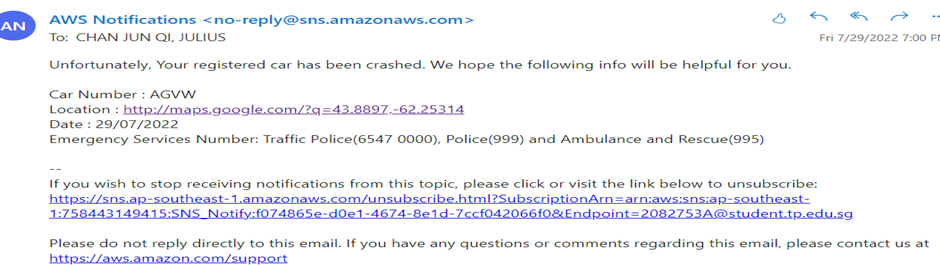 AN
AWS Notifications <no-reply@sns.amazonaws.com>
To: CHAN JUN QI, JULIUS
Fri 7/29/2022 7:00 PM
Unfortunately, Your registered car has been crashed. We hope the following info will be helpful for you.
Car Number : AGVW
Location : http://maps.google.com/?q=43.8897,-62.25314
Date : 29/07/2022
Emergency Services Number: Traffic Police(6547 0000), Police(999) and Ambulance and Rescue(995)
--
If you wish to stop receiving notifications from this topic, please click or visit the link below to unsubscribe:
https://sns.ap-southeast-1.amazonaws.com/unsubscribe.html?SubscriptionArn=arn:aws:sns:ap-southeast-
1:758443149415:SNS_Notify:f074865e-d0e1-4674-8e1d-7ccf042066f0&Endpoint=2082753A@student.tp.edu.sg
Please do not reply directly to this email. If you have any questions or comments regarding this email, please contact us at
https://aws.amazon.com/support